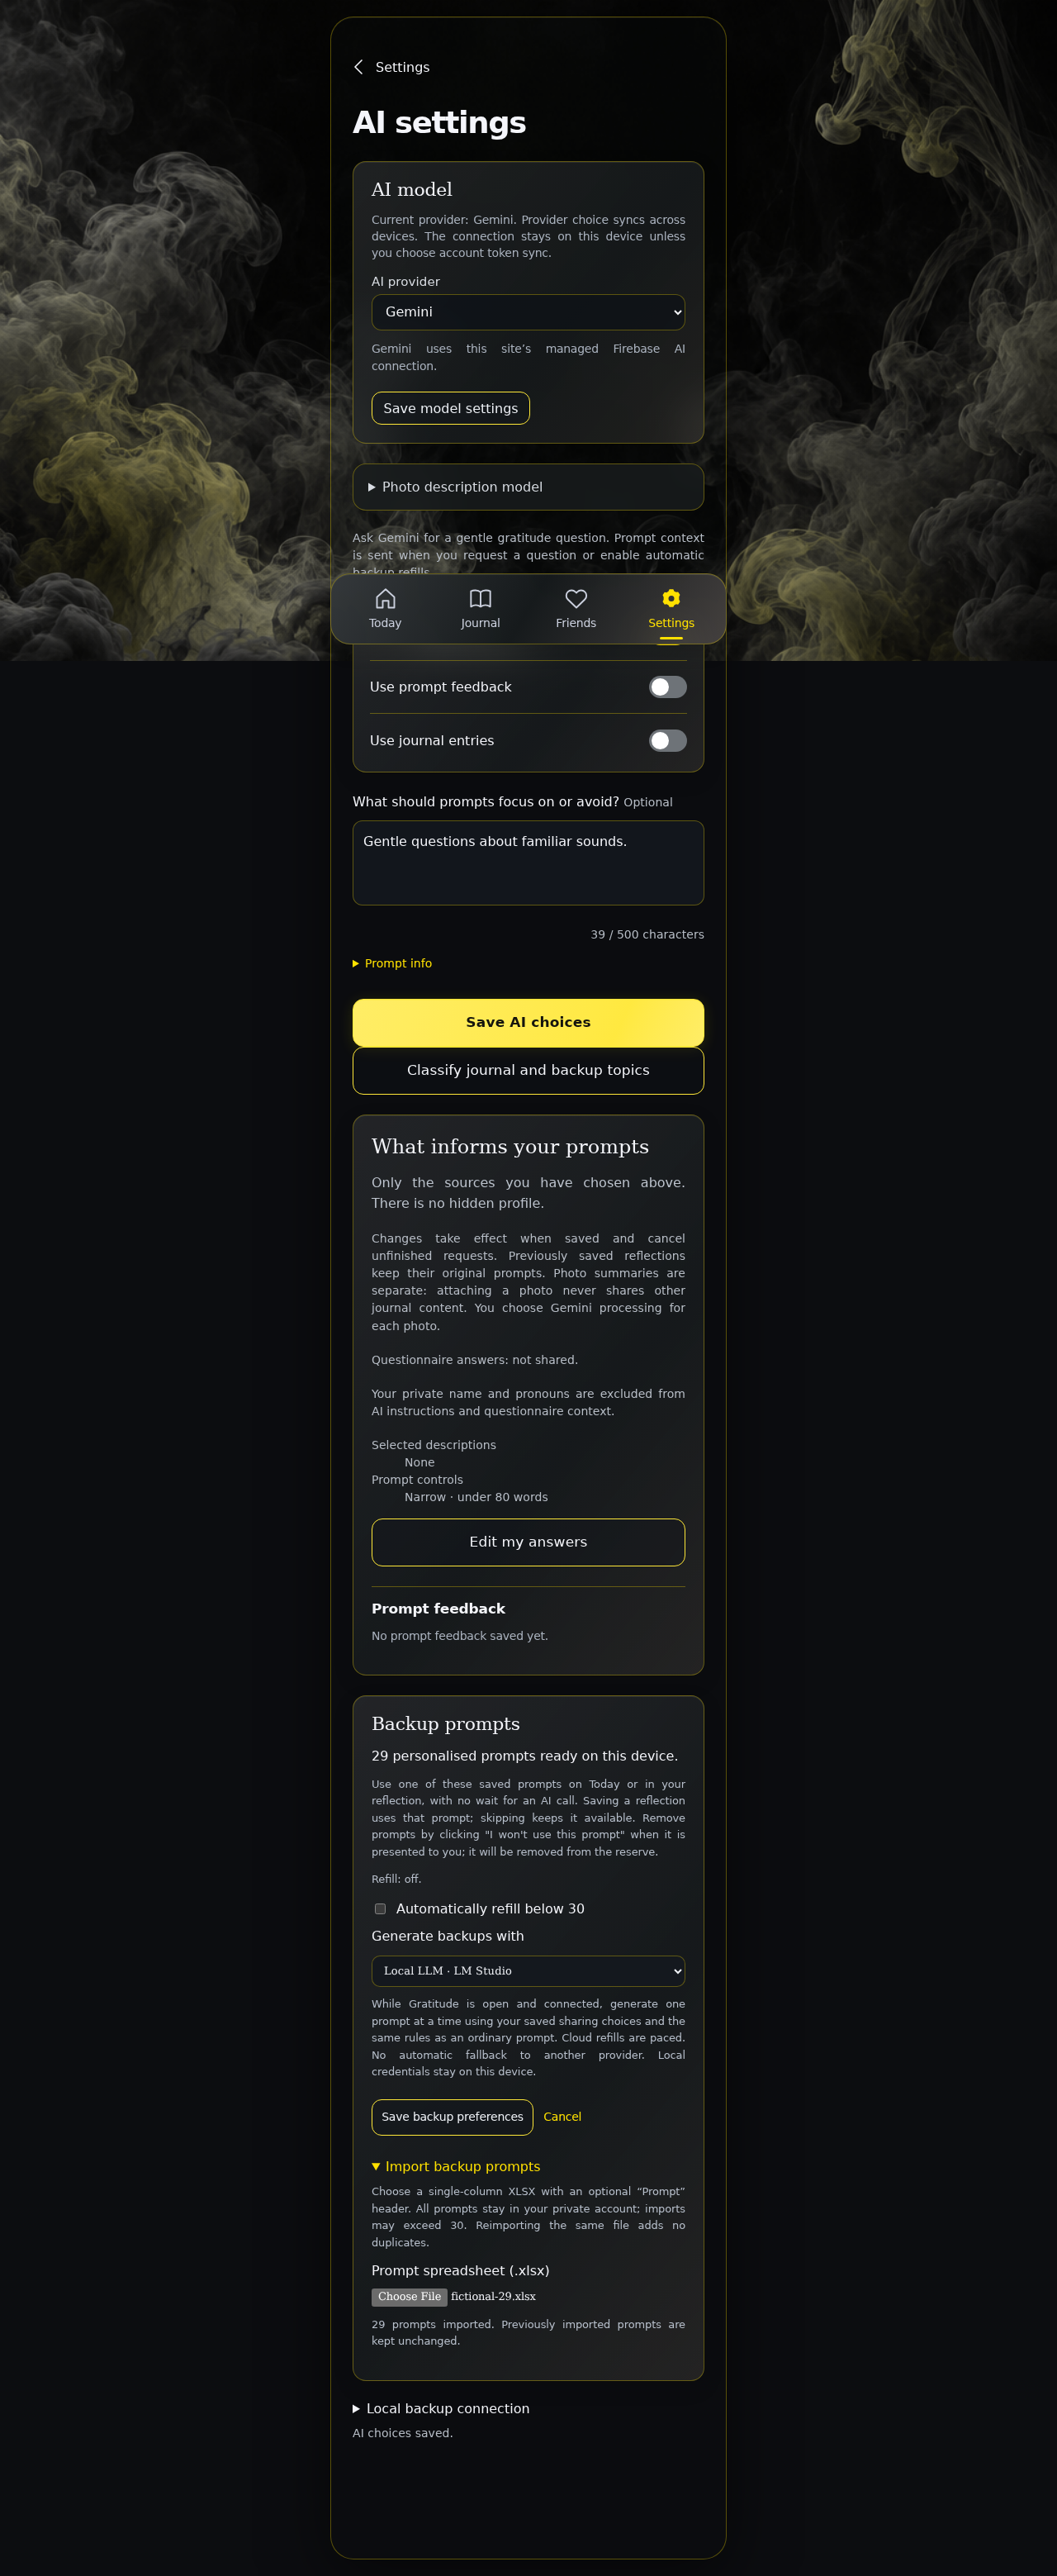 Settings
AI settings
AI model
Current provider: Gemini. Provider choice syncs across
devices. The connection stays on this device unless
you choose account token sync.
AI provider
Gemini
Gemini uses this site’s managed Firebase AI
connection.
Save model settings
Photo description model
Ask Gemini for a gentle gratitude question. Prompt context
is sent when you request a question or enable automatic
backup refills.
Today
Journal
Friends
Settings
Use prompt feedback
Use journal entries
What should prompts focus on or avoid? Optional
Gentle questions about familiar sounds.
39 / 500 characters
Prompt info
Save AI choices
Classify journal and backup topics
What informs your prompts
Only the sources you have chosen above.
There is no hidden profile.
Changes take effect when saved and cancel
unfinished requests. Previously saved reflections
keep their original prompts. Photo summaries are
separate: attaching a photo never shares other
journal content. You choose Gemini processing for
each photo.
Questionnaire answers: not shared.
Your private name and pronouns are excluded from
AI instructions and questionnaire context.
Selected descriptions
None
Prompt controls
Narrow · under 80 words
Edit my answers
Prompt feedback
No prompt feedback saved yet.
Backup prompts
29 personalised prompts ready on this device.
Use one of these saved prompts on Today or in your
reflection, with no wait for an AI call. Saving a reflection
uses that prompt; skipping keeps it available. Remove
prompts by clicking "I won't use this prompt" when it is
presented to you; it will be removed from the reserve.
Refill: off.
Automatically refill below 30
Generate backups with
Local LLM · LM Studio
While Gratitude is open and connected, generate one
prompt at a time using your saved sharing choices and the
same rules as an ordinary prompt. Cloud refills are paced.
No automatic fallback to another provider. Local
credentials stay on this device.
Save backup preferences
Cancel
Import backup prompts
Choose a single-column XLSX with an optional “Prompt”
header. All prompts stay in your private account; imports
may exceed 30. Reimporting the same file adds no
duplicates.
Prompt spreadsheet (.xlsx)
Choose File fictional-29.xlsx
29 prompts imported. Previously imported prompts are
kept unchanged.
Local backup connection
AI choices saved.